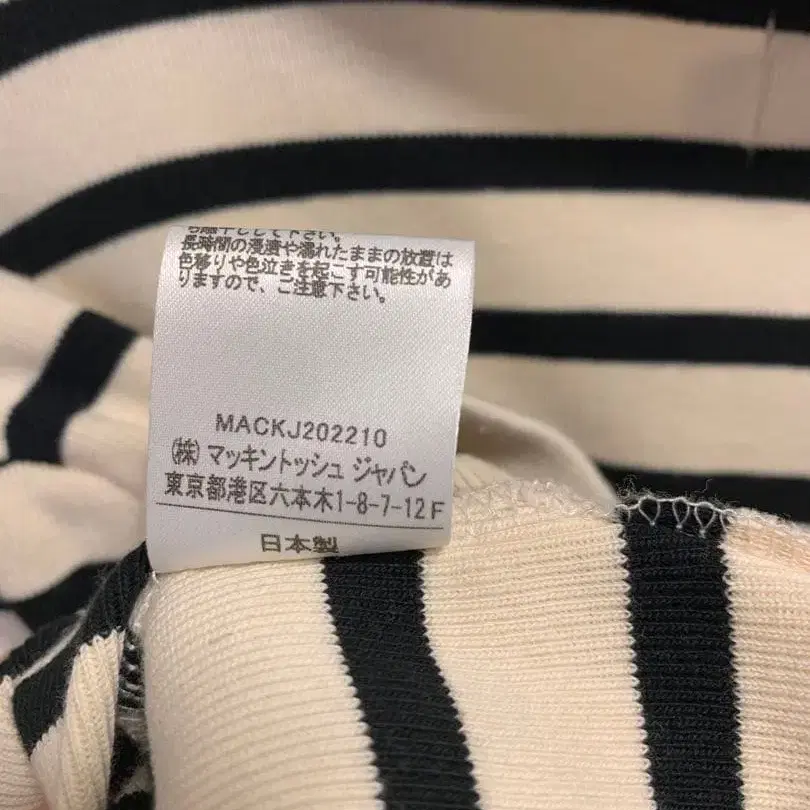 長時間の浸漬や濡れたままの放置は
色移りや色泣きを起こす可能性があ
りますので、ご注意下さい。
MACKJ202210
㈱ マッキントッシュ ジャパン
東京都港区六本木1-8-7-12F
日本製